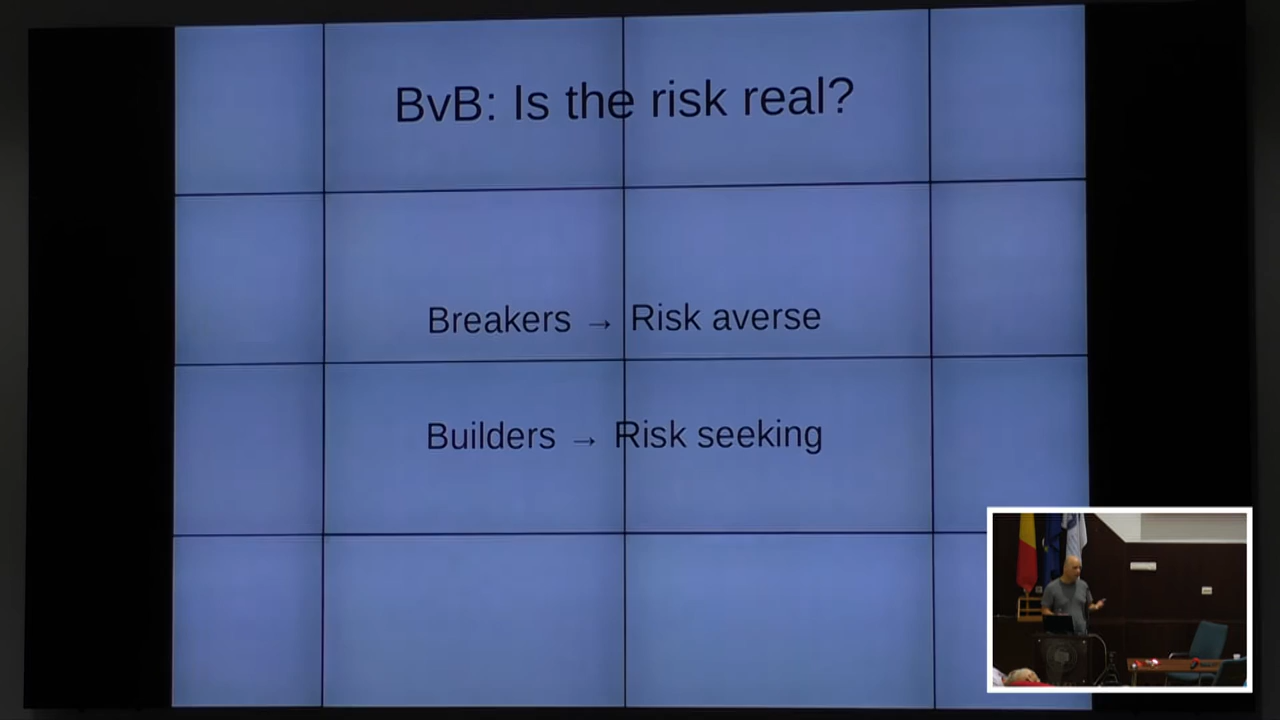 BvB: Is the risk real?
Breakers → Risk averse
Builders → Risk seeking